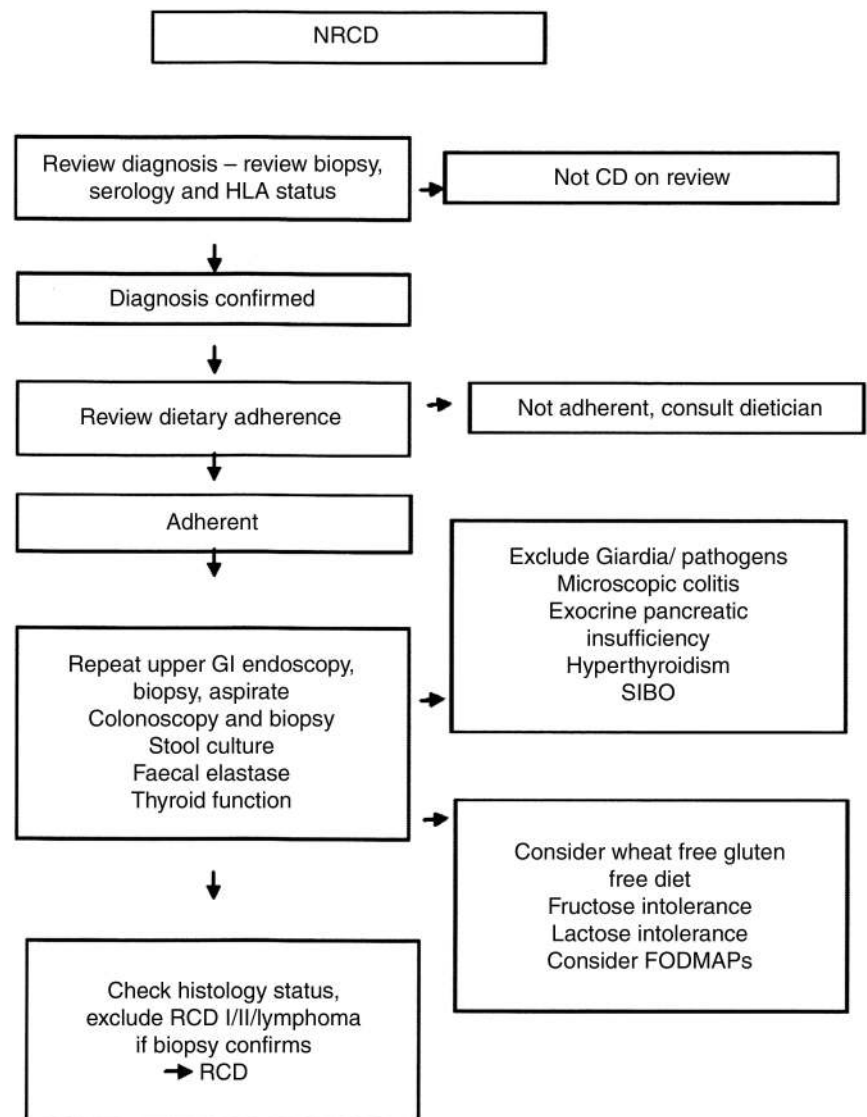 NRCD
Review diagnosis – review biopsy,
serology and HLA status
Not CD on review
Diagnosis confirmed
Review dietary adherence
Not adherent, consult dietician
Adherent
Repeat upper GI endoscopy,
biopsy, aspirate
Colonoscopy and biopsy
Stool culture
Faecal elastase
Thyroid function
Exclude Giardia/ pathogens
Microscopic colitis
Exocrine pancreatic
insufficiency
Hyperthyroidism
SIBO
Consider wheat free gluten
free diet
Fructose intolerance
Lactose intolerance
Consider FODMAPs
Check histology status,
exclude RCD I/II/lymphoma
if biopsy confirms
→ RCD